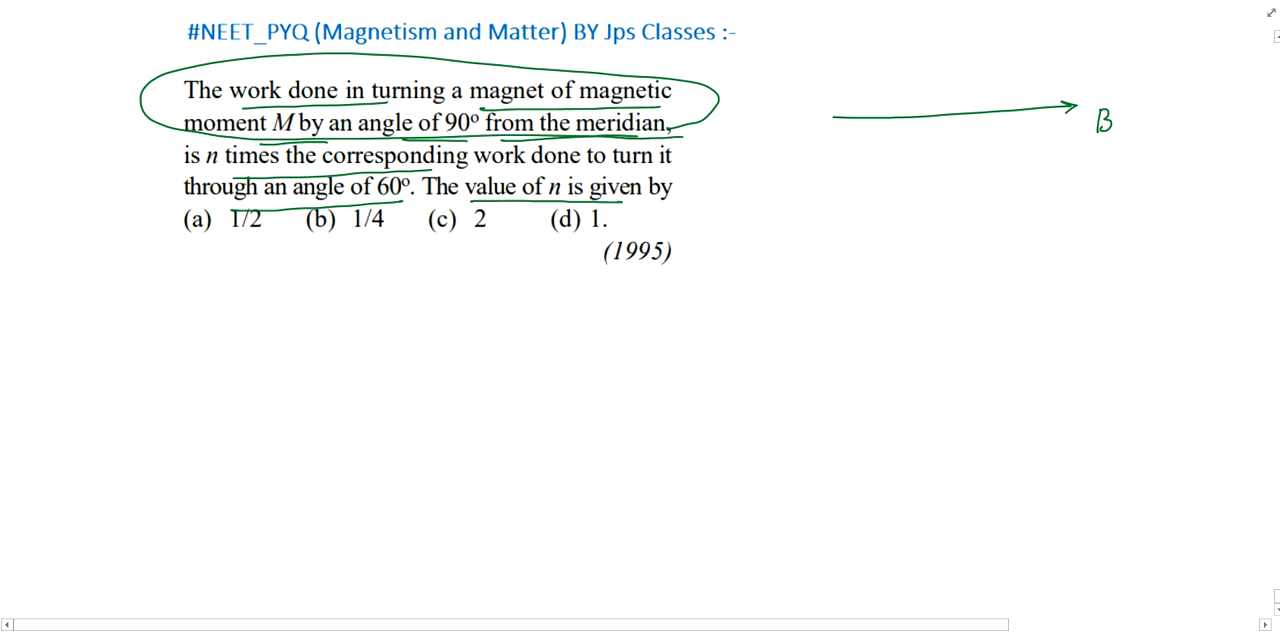 #NEET_PYQ (Magnetism and Matter) BY Jps Classes :-
The work done in turning a magnet of magnetic
moment M by an angle of 90º from the meridian,
is n times the corresponding work done to turn it
through an angle of 60º. The value of n is given by
(a) 1/2 (b) 1/4 (c) 2 (d) 1.
(1995)
B